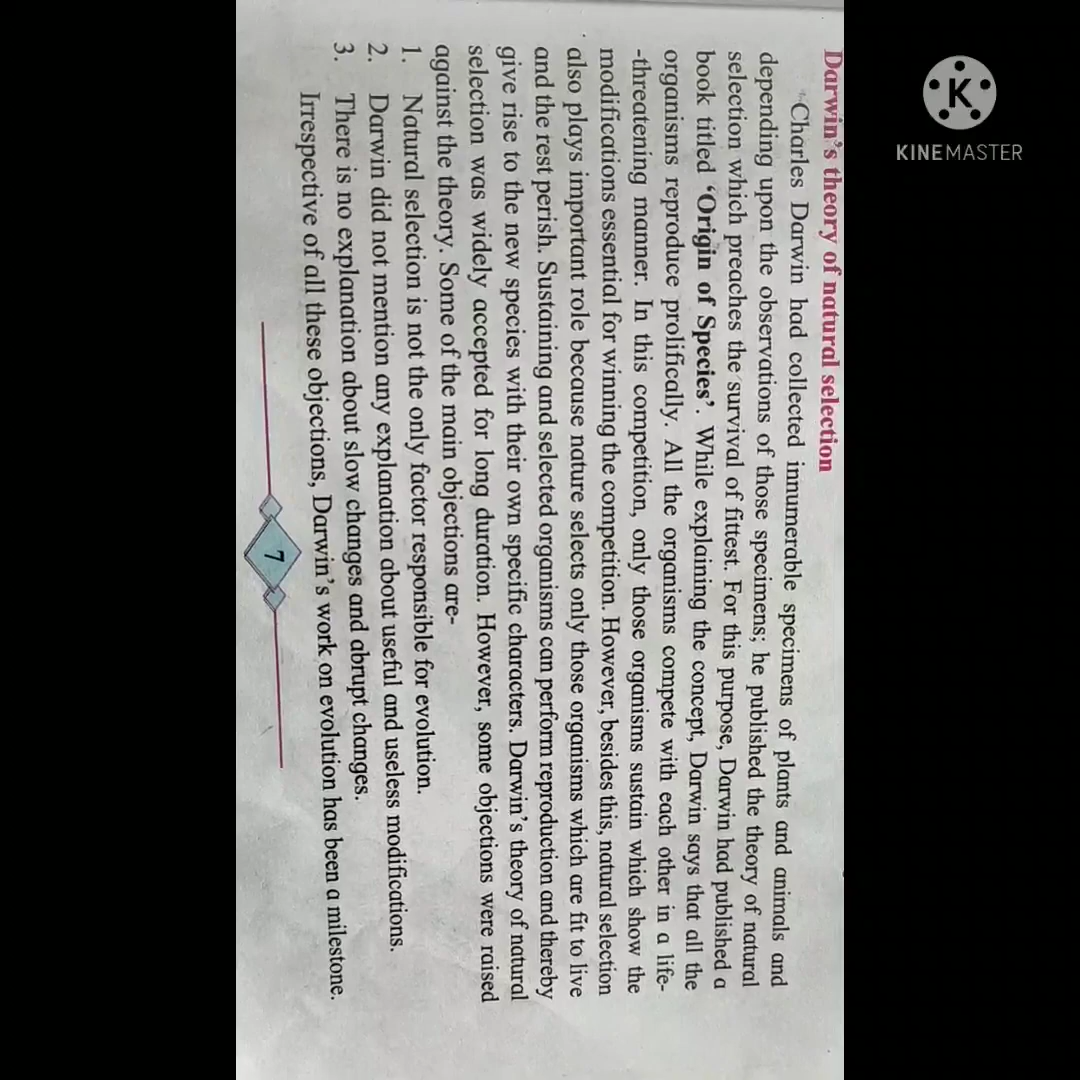 Darwin's theory of natural selection
Charles Darwin had collected innumerable specimens of plants and animals and
depending upon the observations of those specimens; he published the theory of natural
selection which preaches the survival of fittest. For this purpose, Darwin had published a
book titled 'Origin of Species'. While explaining the concept, Darwin says that all the
organisms reproduce prolifically. All the organisms compete with each other in a life-
-threatening manner. In this competition, only those organisms sustain which show the
modifications essential for winning the competition. However, besides this, natural selection
also plays important role because nature selects only those organisms which are fit to live
and the rest perish. Sustaining and selected organisms can perform reproduction and thereby
give rise to the new species with their own specific characters. Darwin's theory of natural
selection was widely accepted for long duration. However, some objections were raised
against the theory. Some of the main objections are-
1. Natural selection is not the only factor responsible for evolution.
2. Darwin did not mention any explanation about useful and useless modifications.
3. There is no explanation about slow changes and abrupt changes.
Irrespective of all these objections, Darwin's work on evolution has been a milestone.
7
K
KINEMASTER